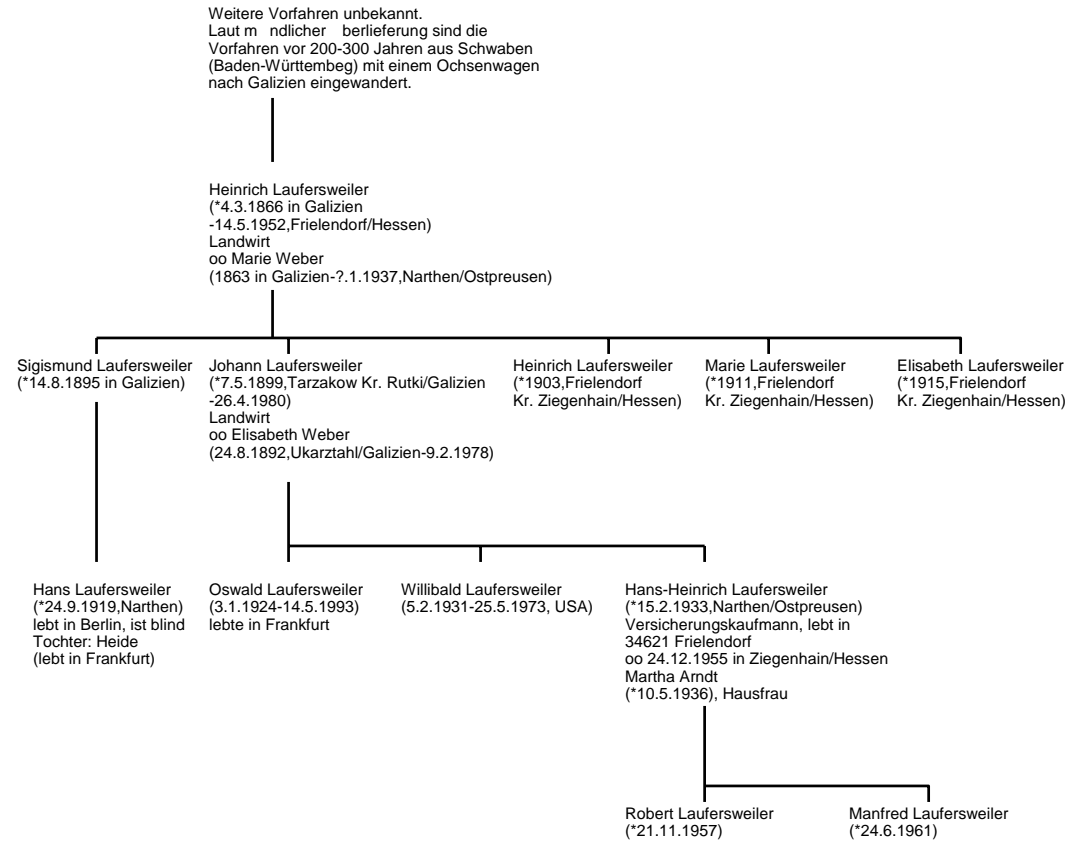 Weitere Vorfahren unbekannt.
Laut m ndlicher berlieferung sind die
Vorfahren vor 200-300 Jahren aus Schwaben
(Baden-Württembeg) mit einem Ochsenwagen
nach Galizien eingewandert.
Heinrich Laufersweiler
(*4.3.1866 in Galizien
-14.5.1952,Frielendorf/Hessen)
Landwirt
oo Marie Weber
(1863 in Galizien-?.1.1937,Narthen/Ostpreusen)
Sigismund Laufersweiler
(*14.8.1895 in Galizien)
Johann Laufersweiler
(*7.5.1899,Tarzakow Kr. Rutki/Galizien
-26.4.1980)
Landwirt
oo Elisabeth Weber
(24.8.1892,Ukarztahl/Galizien-9.2.1978)
Heinrich Laufersweiler
(*1903,Frielendorf
Kr. Ziegenhain/Hessen)
Marie Laufersweiler
(*1911,Frielendorf
Kr. Ziegenhain/Hessen)
Elisabeth Laufersweiler
(*1915,Frielendorf
Kr. Ziegenhain/Hessen)
Hans Laufersweiler
(*24.9.1919,Narthen)
lebt in Berlin, ist blind
Tochter: Heide
(lebt in Frankfurt)
Oswald Laufersweiler
(3.1.1924-14.5.1993)
lebte in Frankfurt
Willibald Laufersweiler
(5.2.1931-25.5.1973, USA)
Hans-Heinrich Laufersweiler
(*15.2.1933,Narthen/Ostpreusen)
Versicherungskaufmann, lebt in
34621 Frielendorf
oo 24.12.1955 in Ziegenhain/Hessen
Martha Arndt
(*10.5.1936), Hausfrau
Robert Laufersweiler
(*21.11.1957)
Manfred Laufersweiler
(*24.6.1961)